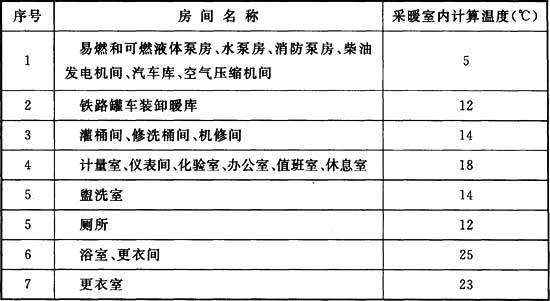 序号 房间名称 采暖室内计算温度(℃)
1 易燃和可燃液体泵房、水泵房、消防泵房、柴油
发电机间、汽车库、空气压缩机间 5
2 铁路罐车装卸暖库 12
3 灌桶间、修洗桶间、机修间 14
4 计量室、仪表间、化验室、办公室、值班室、休息室 18
5 盥洗室 14
5 厕所 12
6 浴室、更衣间 25
7 更衣室 23